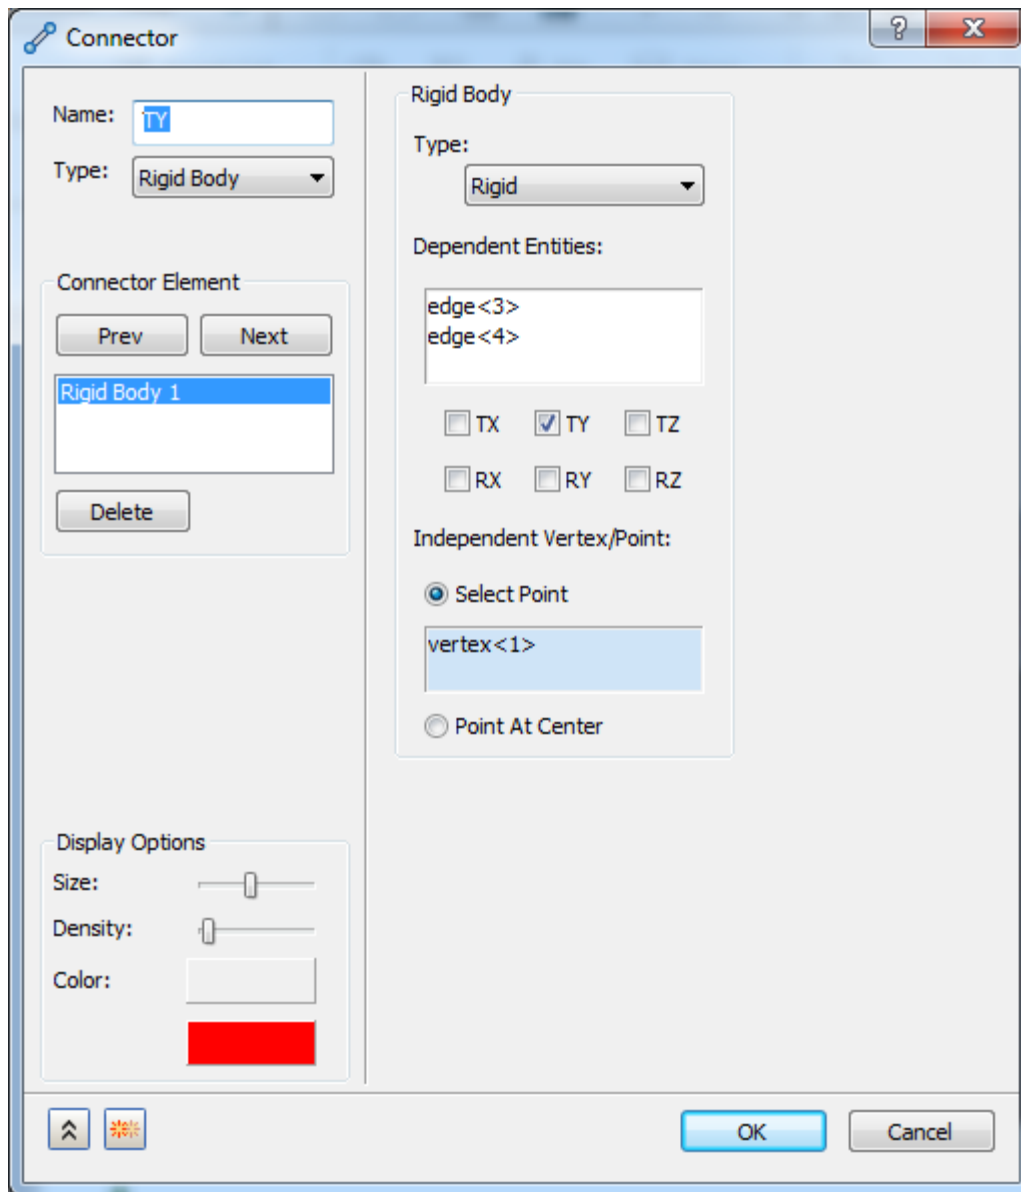 Connector
Name: TY
Type: Rigid Body
Connector Element
Prev Next
Rigid Body 1
Delete
Display Options
Size:
Density:
Color:
Rigid Body
Type:
Rigid
Dependent Entities:
edge<3>
edge<4>
TX TY TZ
RX RY RZ
Independent Vertex/Point:
Select Point
vertex<1>
Point At Center
OK Cancel